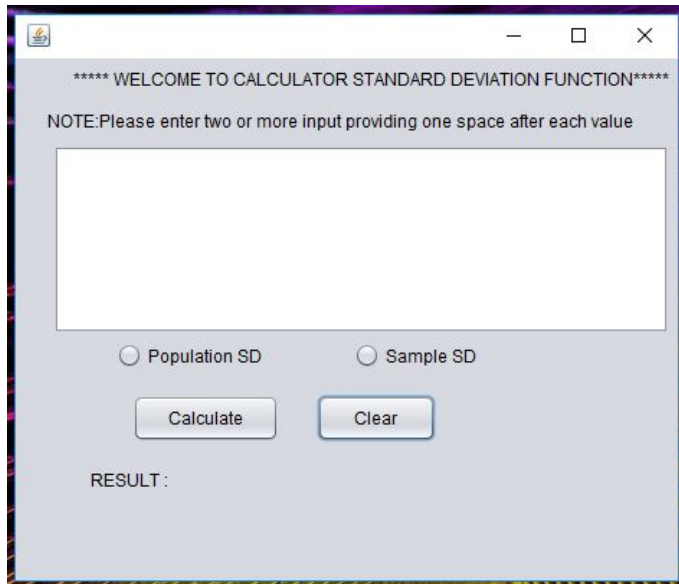 ***** WELCOME TO CALCULATOR STANDARD DEVIATION FUNCTION*****
NOTE:Please enter two or more input providing one space after each value
Population SD Sample SD
Calculate Clear
RESULT :